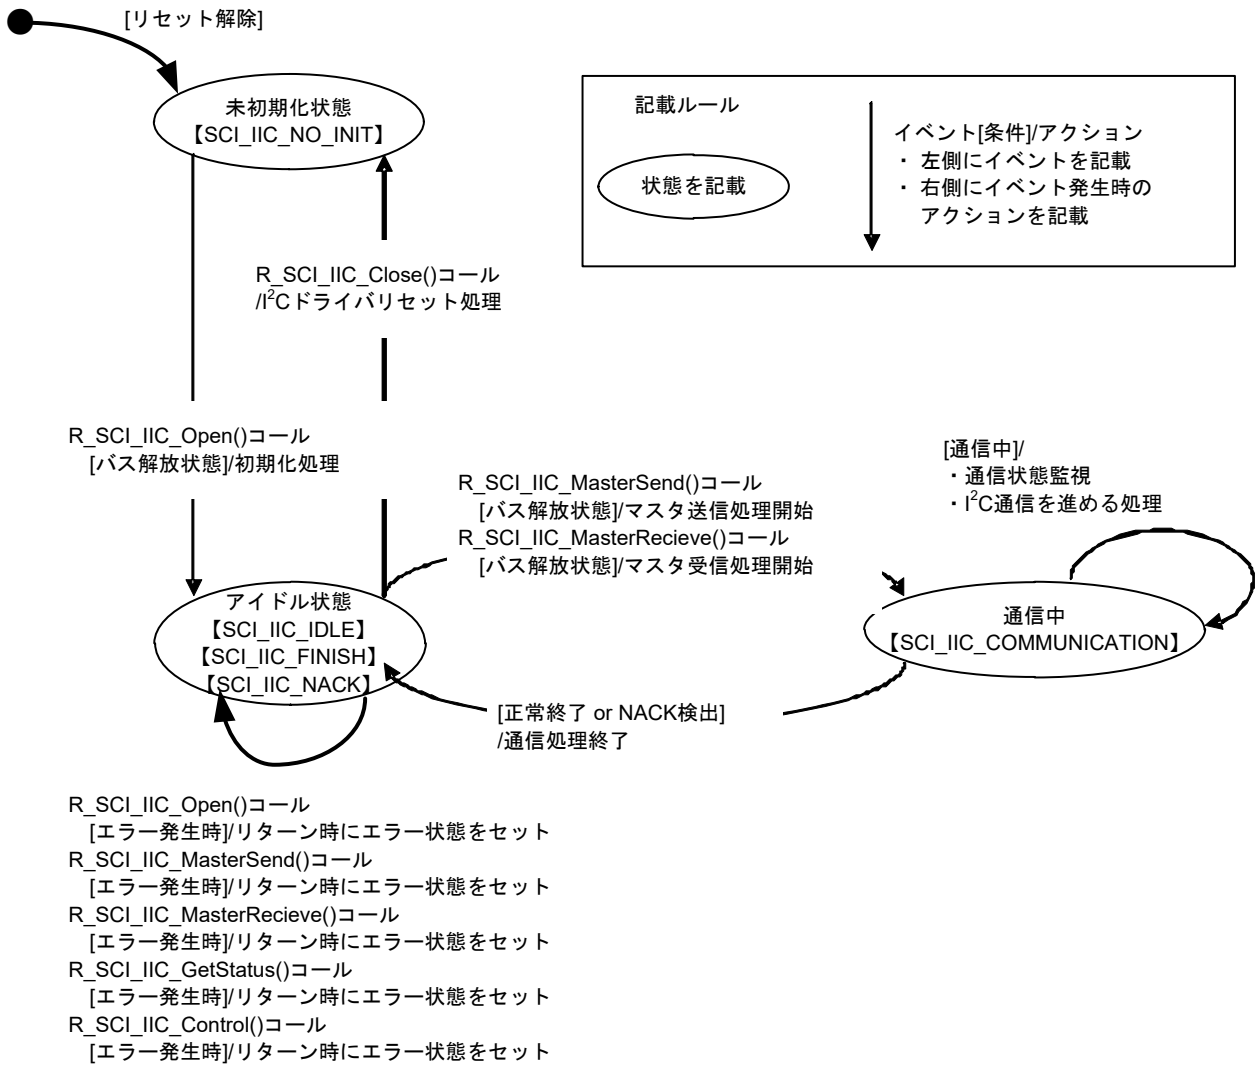 [リセット解除]
未初期化状態
【SCI_IIC_NO_INIT】
記載ルール
状態を記載
イベント[条件]/アクション
・ 左側にイベントを記載
・ 右側にイベント発生時の
アクションを記載
R_SCI_IIC_Close()コール
/I²Cドライバリセット処理
R_SCI_IIC_Open()コール
[バス解放状態]/初期化処理
R_SCI_IIC_MasterSend()コール
[バス解放状態]/マスタ送信処理開始
R_SCI_IIC_MasterRecieve()コール
[バス解放状態]/マスタ受信処理開始
[通信中]/
・通信状態監視
・I²C通信を進める処理
アイドル状態
【SCI_IIC_IDLE】
【SCI_IIC_FINISH】
【SCI_IIC_NACK】
通信中
【SCI_IIC_COMMUNICATION】
[正常終了 or NACK検出]
/通信処理終了
R_SCI_IIC_Open()コール
[エラー発生時]/リターン時にエラー状態をセット
R_SCI_IIC_MasterSend()コール
[エラー発生時]/リターン時にエラー状態をセット
R_SCI_IIC_MasterRecieve()コール
[エラー発生時]/リターン時にエラー状態をセット
R_SCI_IIC_GetStatus()コール
[エラー発生時]/リターン時にエラー状態をセット
R_SCI_IIC_Control()コール
[エラー発生時]/リターン時にエラー状態をセット